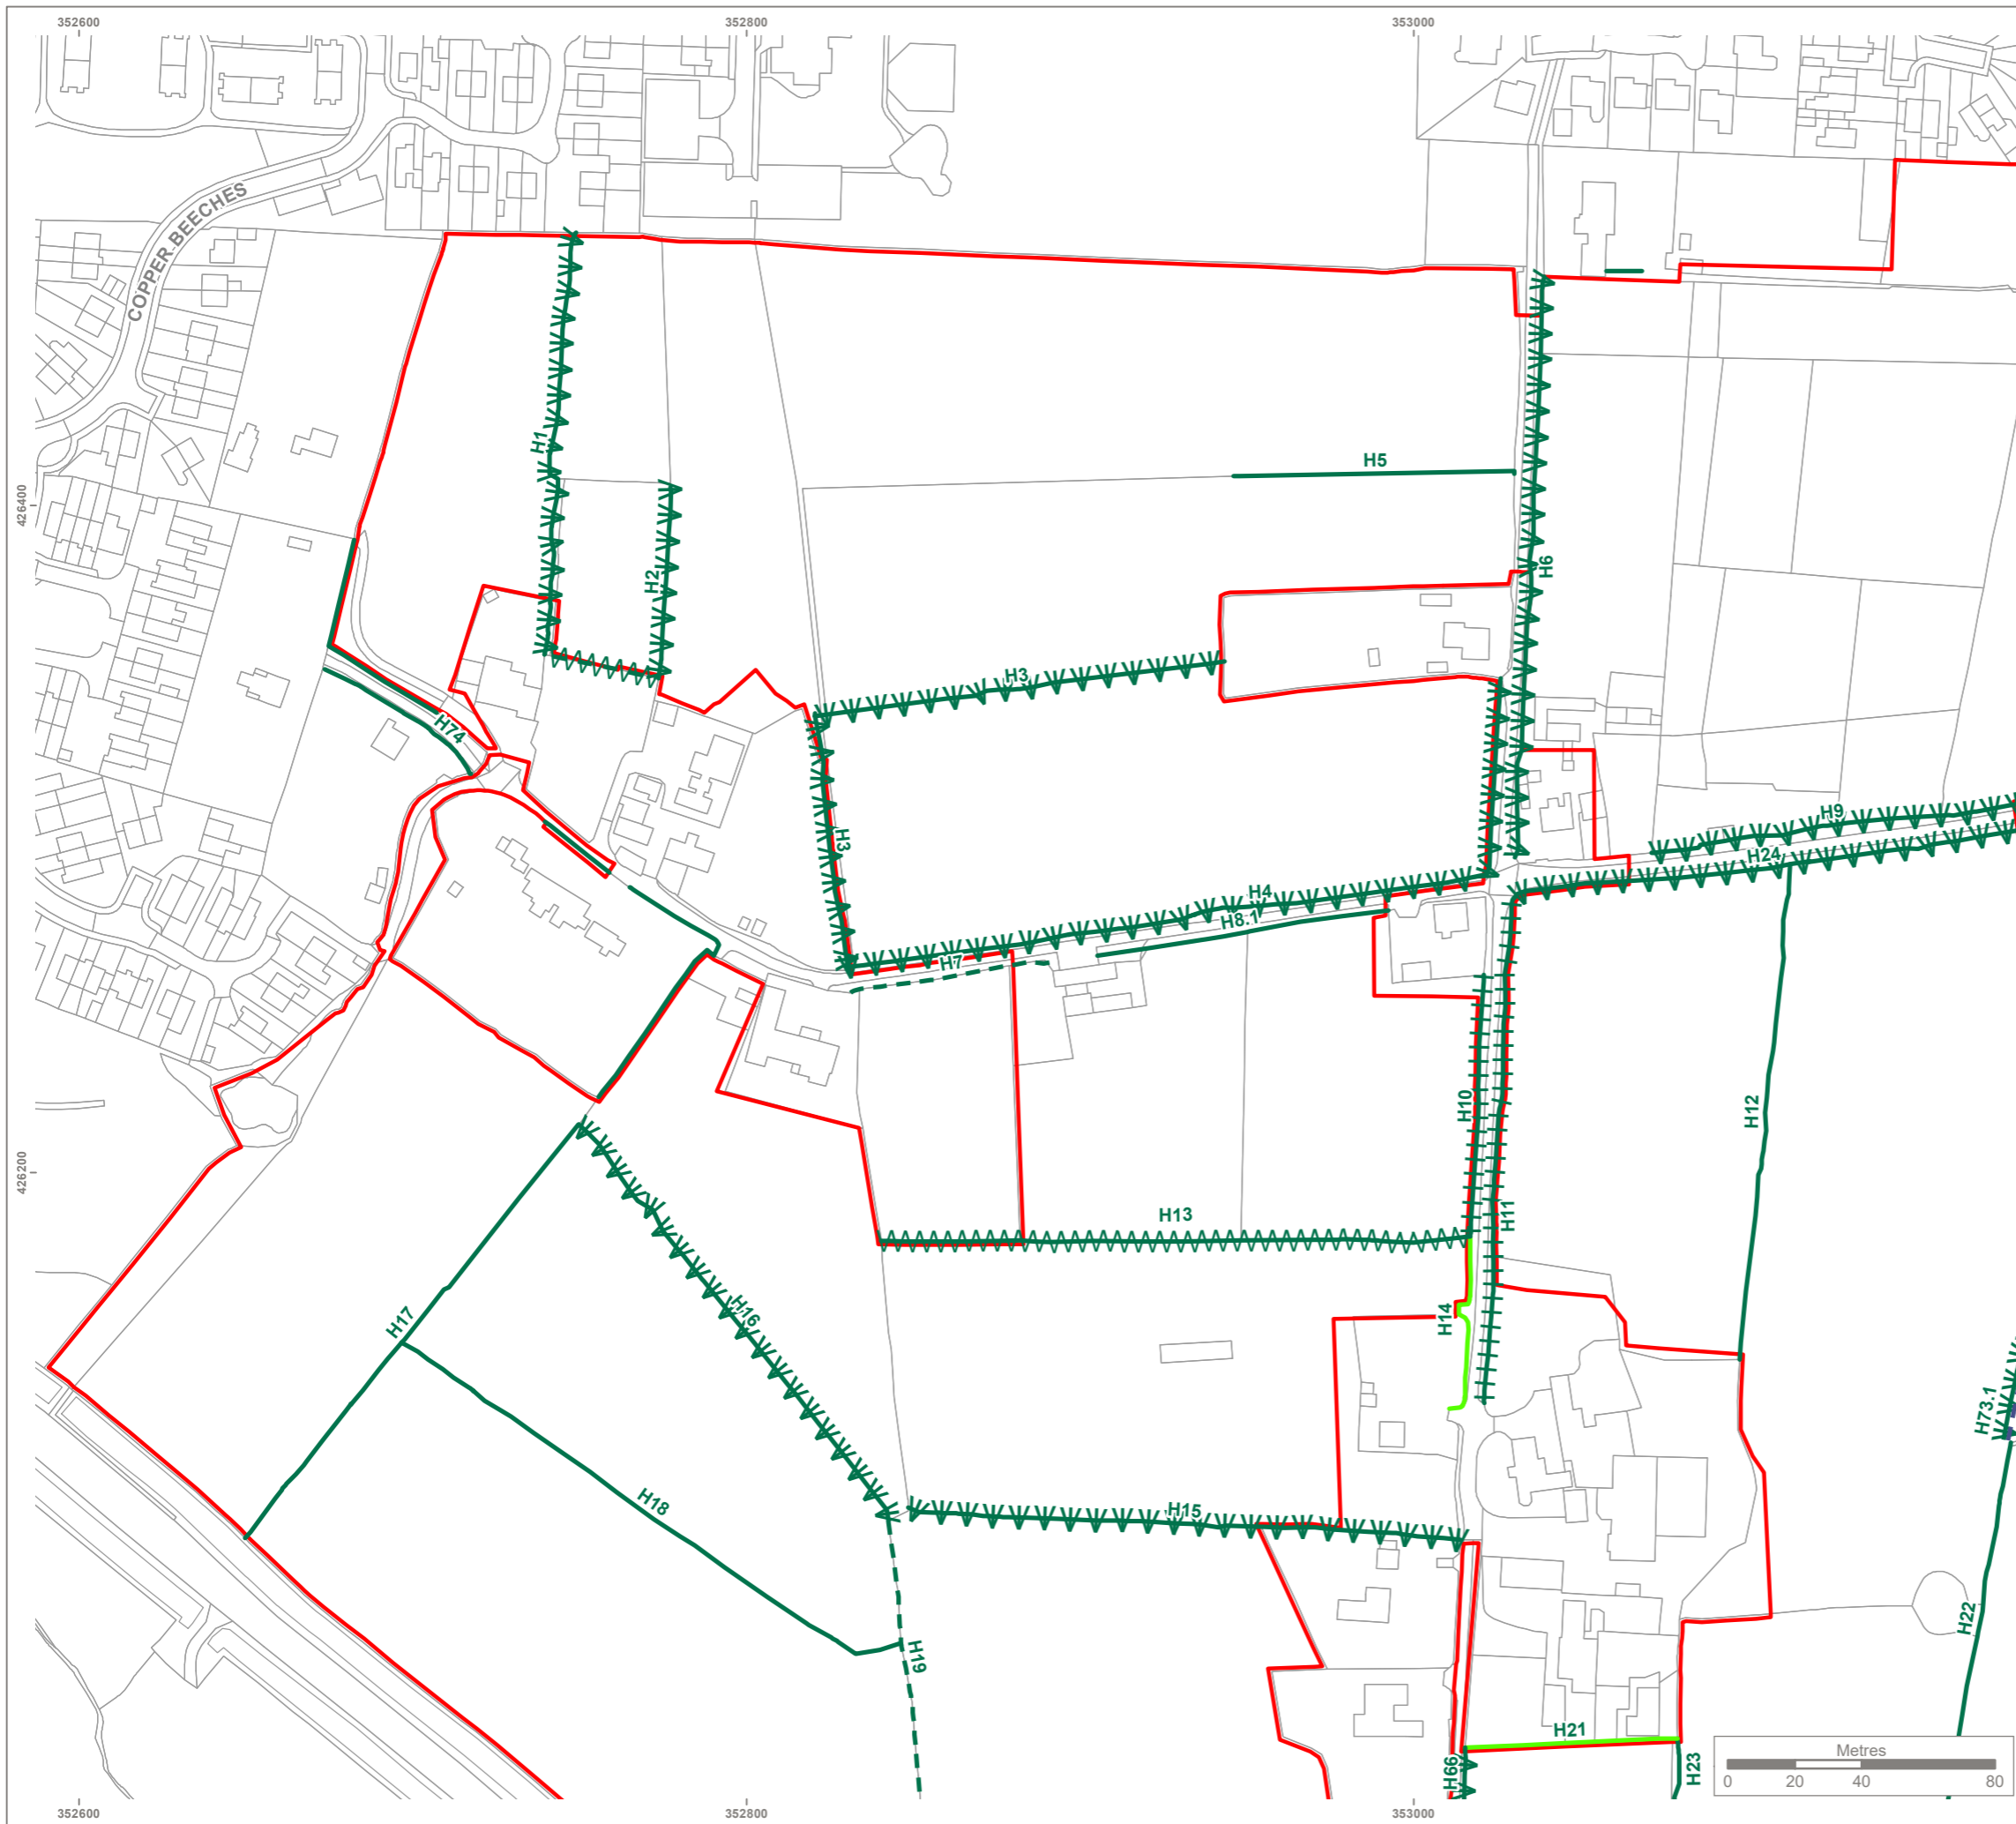 352600
352800
353000
COPPER BEECHES
H1
H5
426400
H6
H2
H3
H74
H9
H3
H24
H4
H8.1
H7
H10
H12
426200
H13
H11
H14
H17
H16
H73.1
H18
H15
H22
H19
H21
H66
H23
Metres
0 20 40 80
352600
352800
353000